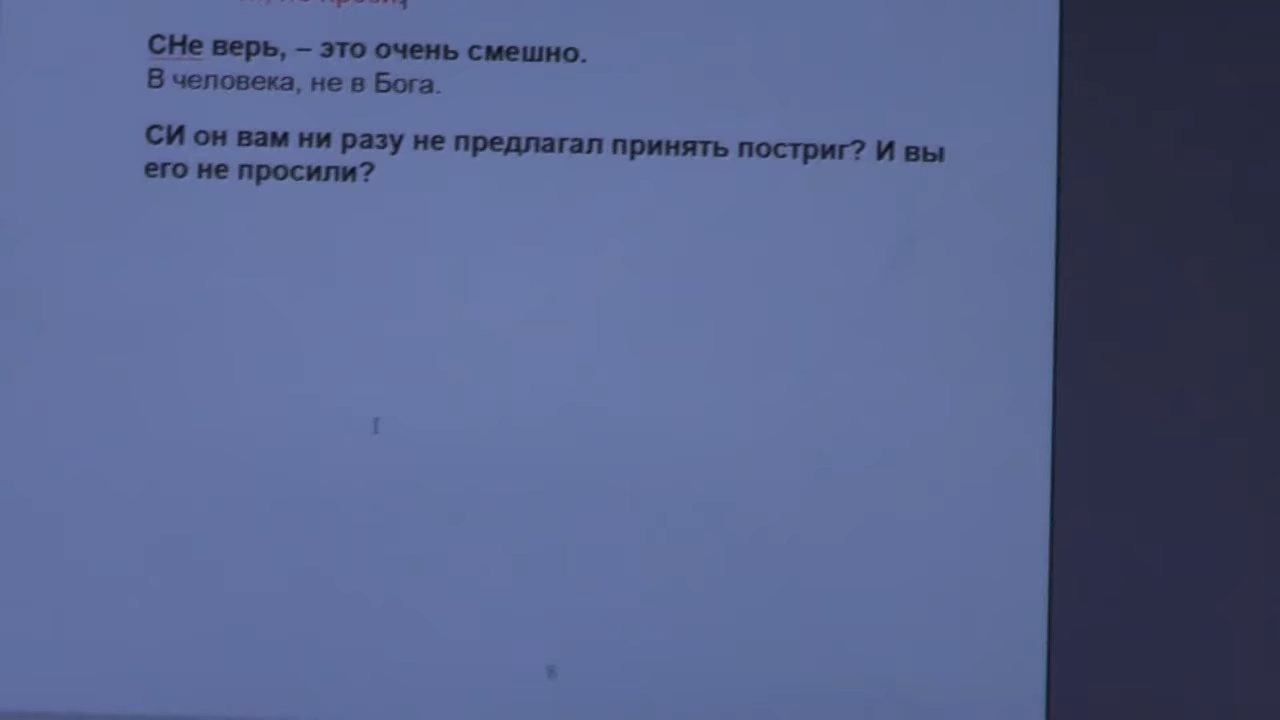 СНе верь, – это очень смешно.
В человека, не в Бога.
СИ он вам ни разу не предлагал принять постриг? И вы
его не просили?